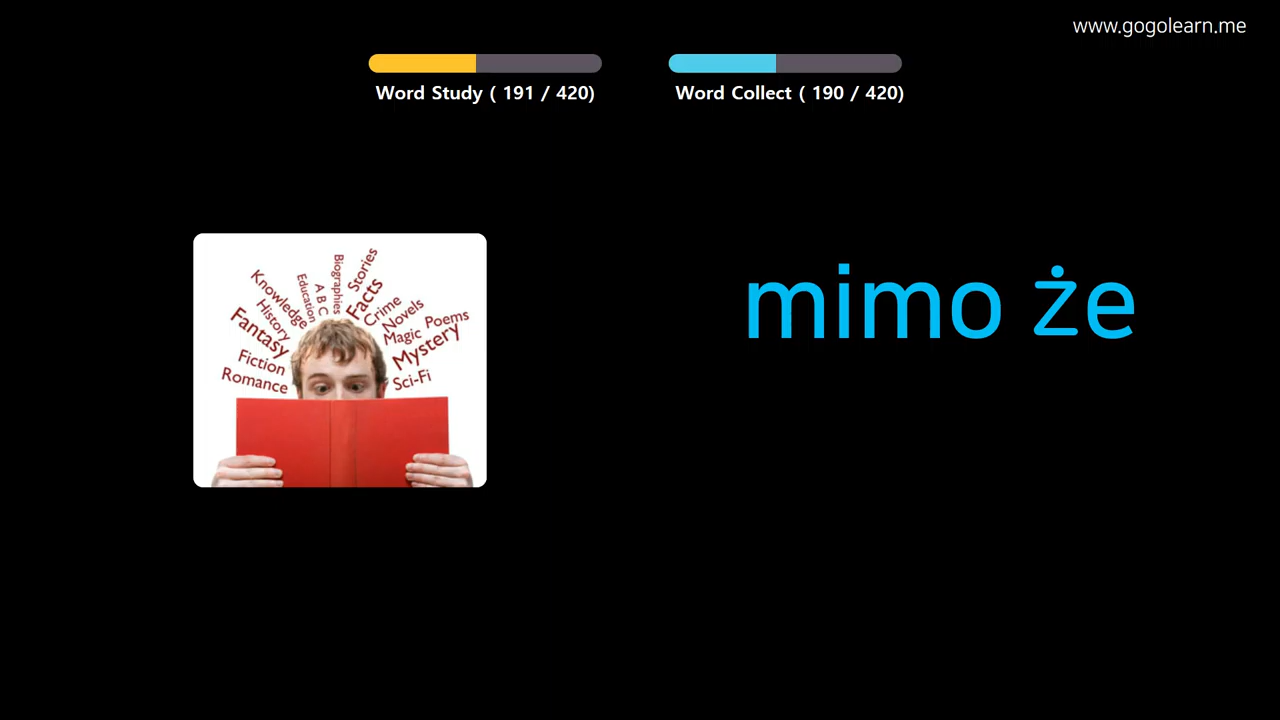 www.gogolearn.me
Word Study ( 191 / 420)
Word Collect ( 190 / 420)
mimo że
Knowledge
History
Fantasy
Fiction
Romance
Education
A B C
Biographies
Stories
Facts
Crime
Novels
Magic
Poems
Mystery
Sci-Fi